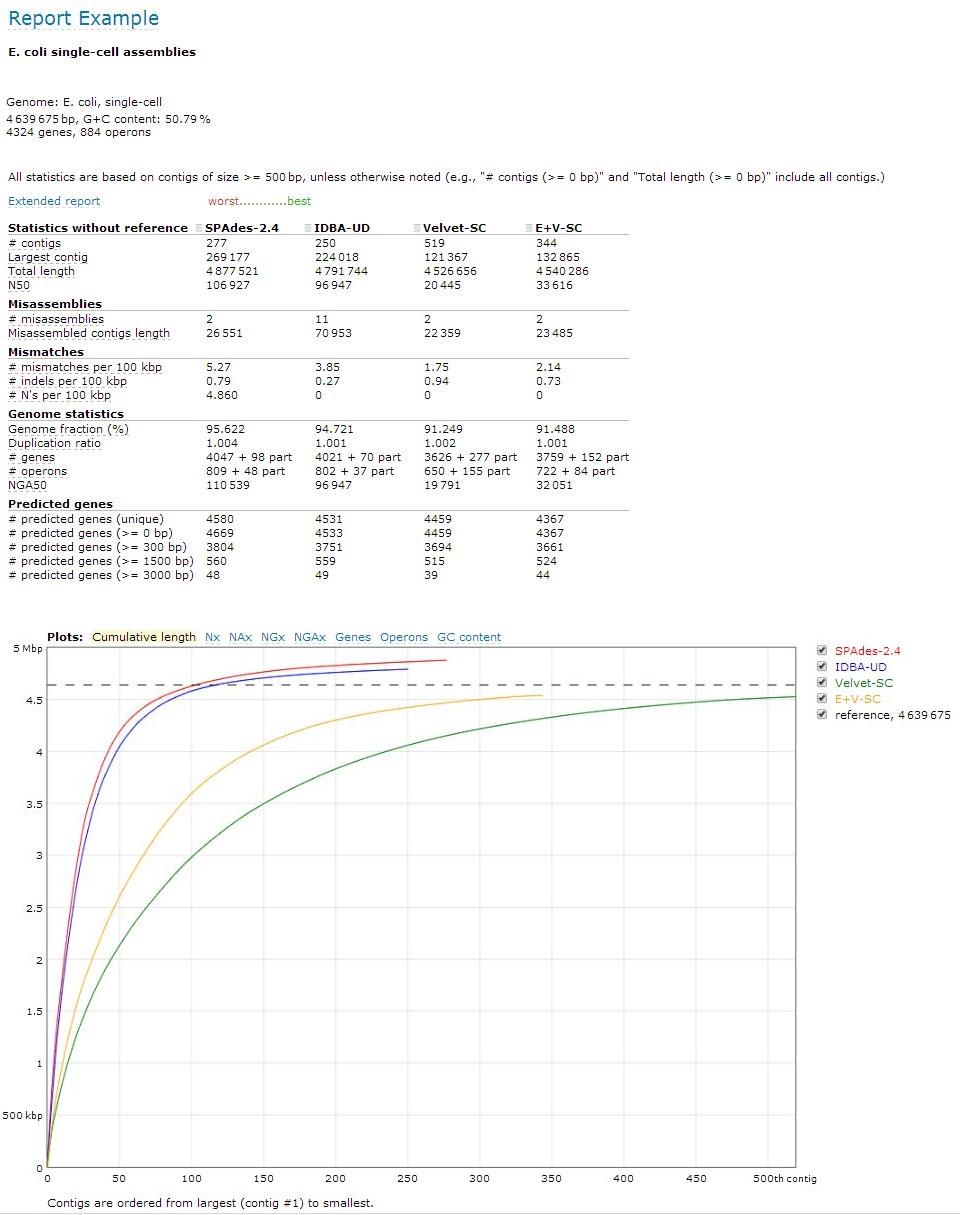 Report Example
E. coli single-cell assemblies
Genome: E. coli, single-cell
4 639 675 bp, G+C content: 50.79 %
4324 genes, 884 operons
All statistics are based on contigs of size >= 500 bp, unless otherwise noted (e.g., "# contigs (>= 0 bp)" and "Total length (>= 0 bp)" include all contigs.)
Extended report worst............best
Statistics without reference SPAdes-2.4 IDBA-UD Velvet-SC E+V-SC
# contigs 277 250 519 344
Largest contig 269 177 224 018 121 367 132 865
Total length 4 877 521 4 791 744 4 526 656 4 540 286
N50 106 927 96 947 20 445 33 616
Misassemblies
# misassemblies 2 11 2 2
Misassembled contigs length 26 551 70 953 22 359 23 485
Mismatches
# mismatches per 100 kbp 5.27 3.85 1.75 2.14
# indels per 100 kbp 0.79 0.27 0.94 0.73
# N's per 100 kbp 4.860 0 0 0
Genome statistics
Genome fraction (%) 95.622 94.721 91.249 91.488
Duplication ratio 1.004 1.001 1.002 1.001
# genes 4047 + 98 part 4021 + 70 part 3626 + 277 part 3759 + 152 part
# operons 809 + 48 part 802 + 37 part 650 + 155 part 722 + 84 part
NGA50 110 539 96 947 19 791 32 051
Predicted genes
# predicted genes (unique) 4580 4531 4459 4367
# predicted genes (>= 0 bp) 4669 4533 4459 4367
# predicted genes (>= 300 bp) 3804 3751 3694 3661
# predicted genes (>= 1500 bp) 560 559 515 524
# predicted genes (>= 3000 bp) 48 49 39 44
Plots: Cumulative length Nx NAx NGx NGAx Genes Operons GC content
5 Mbp
4.5
4
3.5
3
2.5
2
1.5
1
500 kbp
0
SPAdes-2.4
IDBA-UD
Velvet-SC
E+V-SC
reference, 4 639 675
0 50 100 150 200 250 300 350 400 450 500th contig
Contigs are ordered from largest (contig #1) to smallest.